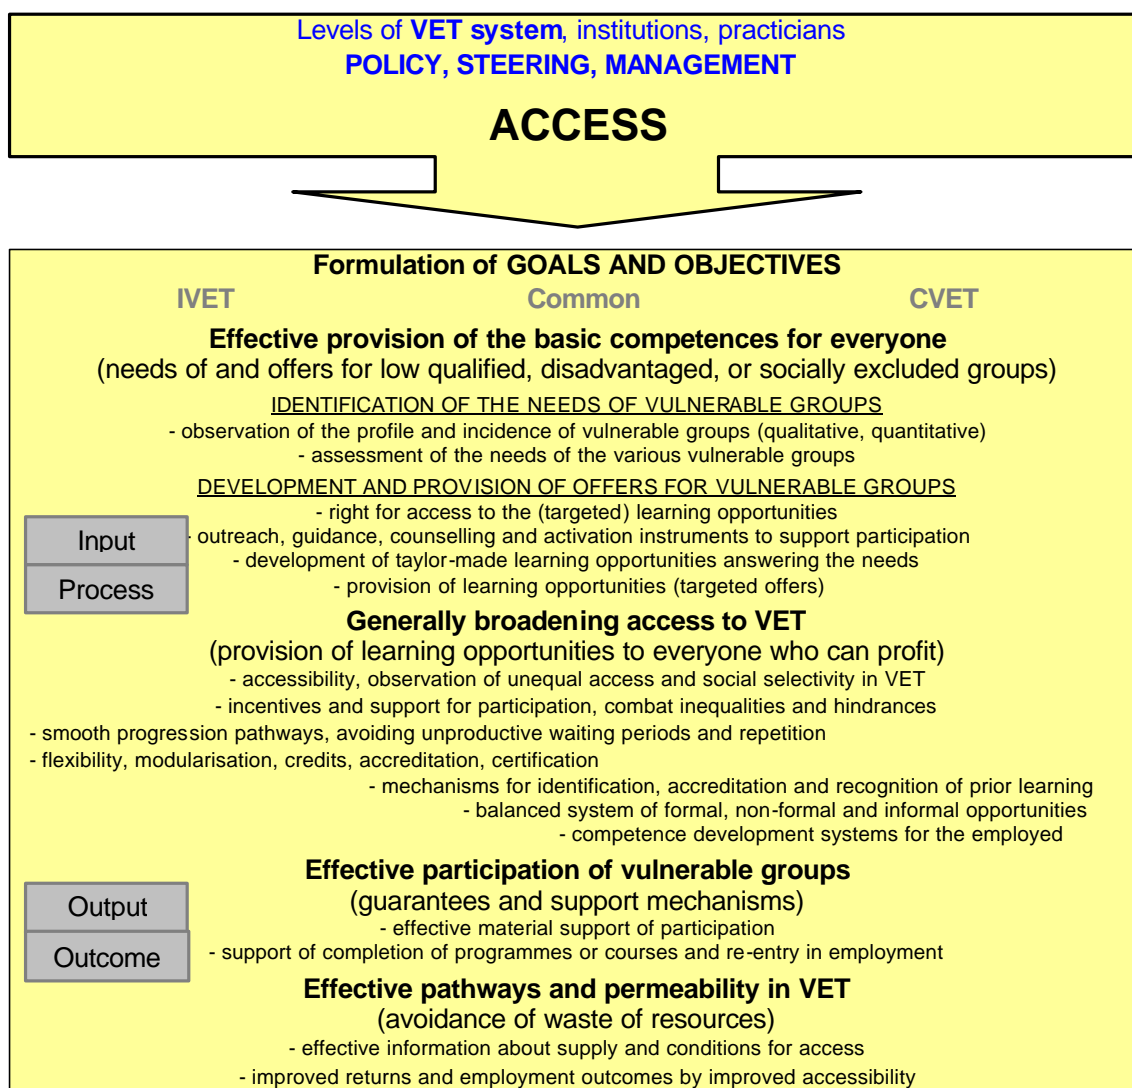 Levels of VET system, institutions, practicians
POLICY, STEERING, MANAGEMENT
ACCESS
Formulation of GOALS AND OBJECTIVES
IVET Common CVET
Effective provision of the basic competences for everyone
(needs of and offers for low qualified, disadvantaged, or socially excluded groups)
IDENTIFICATION OF THE NEEDS OF VULNERABLE GROUPS
- observation of the profile and incidence of vulnerable groups (qualitative, quantitative)
- assessment of the needs of the various vulnerable groups
DEVELOPMENT AND PROVISION OF OFFERS FOR VULNERABLE GROUPS
- right for access to the (targeted) learning opportunities
Input
- outreach, guidance, counselling and activation instruments to support participation
- development of taylor-made learning opportunities answering the needs
Process
- provision of learning opportunities (targeted offers)
Generally broadening access to VET
(provision of learning opportunities to everyone who can profit)
- accessibility, observation of unequal access and social selectivity in VET
- incentives and support for participation, combat inequalities and hindrances
- smooth progression pathways, avoiding unproductive waiting periods and repetition
- flexibility, modularisation, credits, accreditation, certification
- mechanisms for identification, accreditation and recognition of prior learning
- balanced system of formal, non-formal and informal opportunities
- competence development systems for the employed
Effective participation of vulnerable groups
Output
(guarantees and support mechanisms)
- effective material support of participation
Outcome
- support of completion of programmes or courses and re-entry in employment
Effective pathways and permeability in VET
(avoidance of waste of resources)
- effective information about supply and conditions for access
- improved returns and employment outcomes by improved accessibility